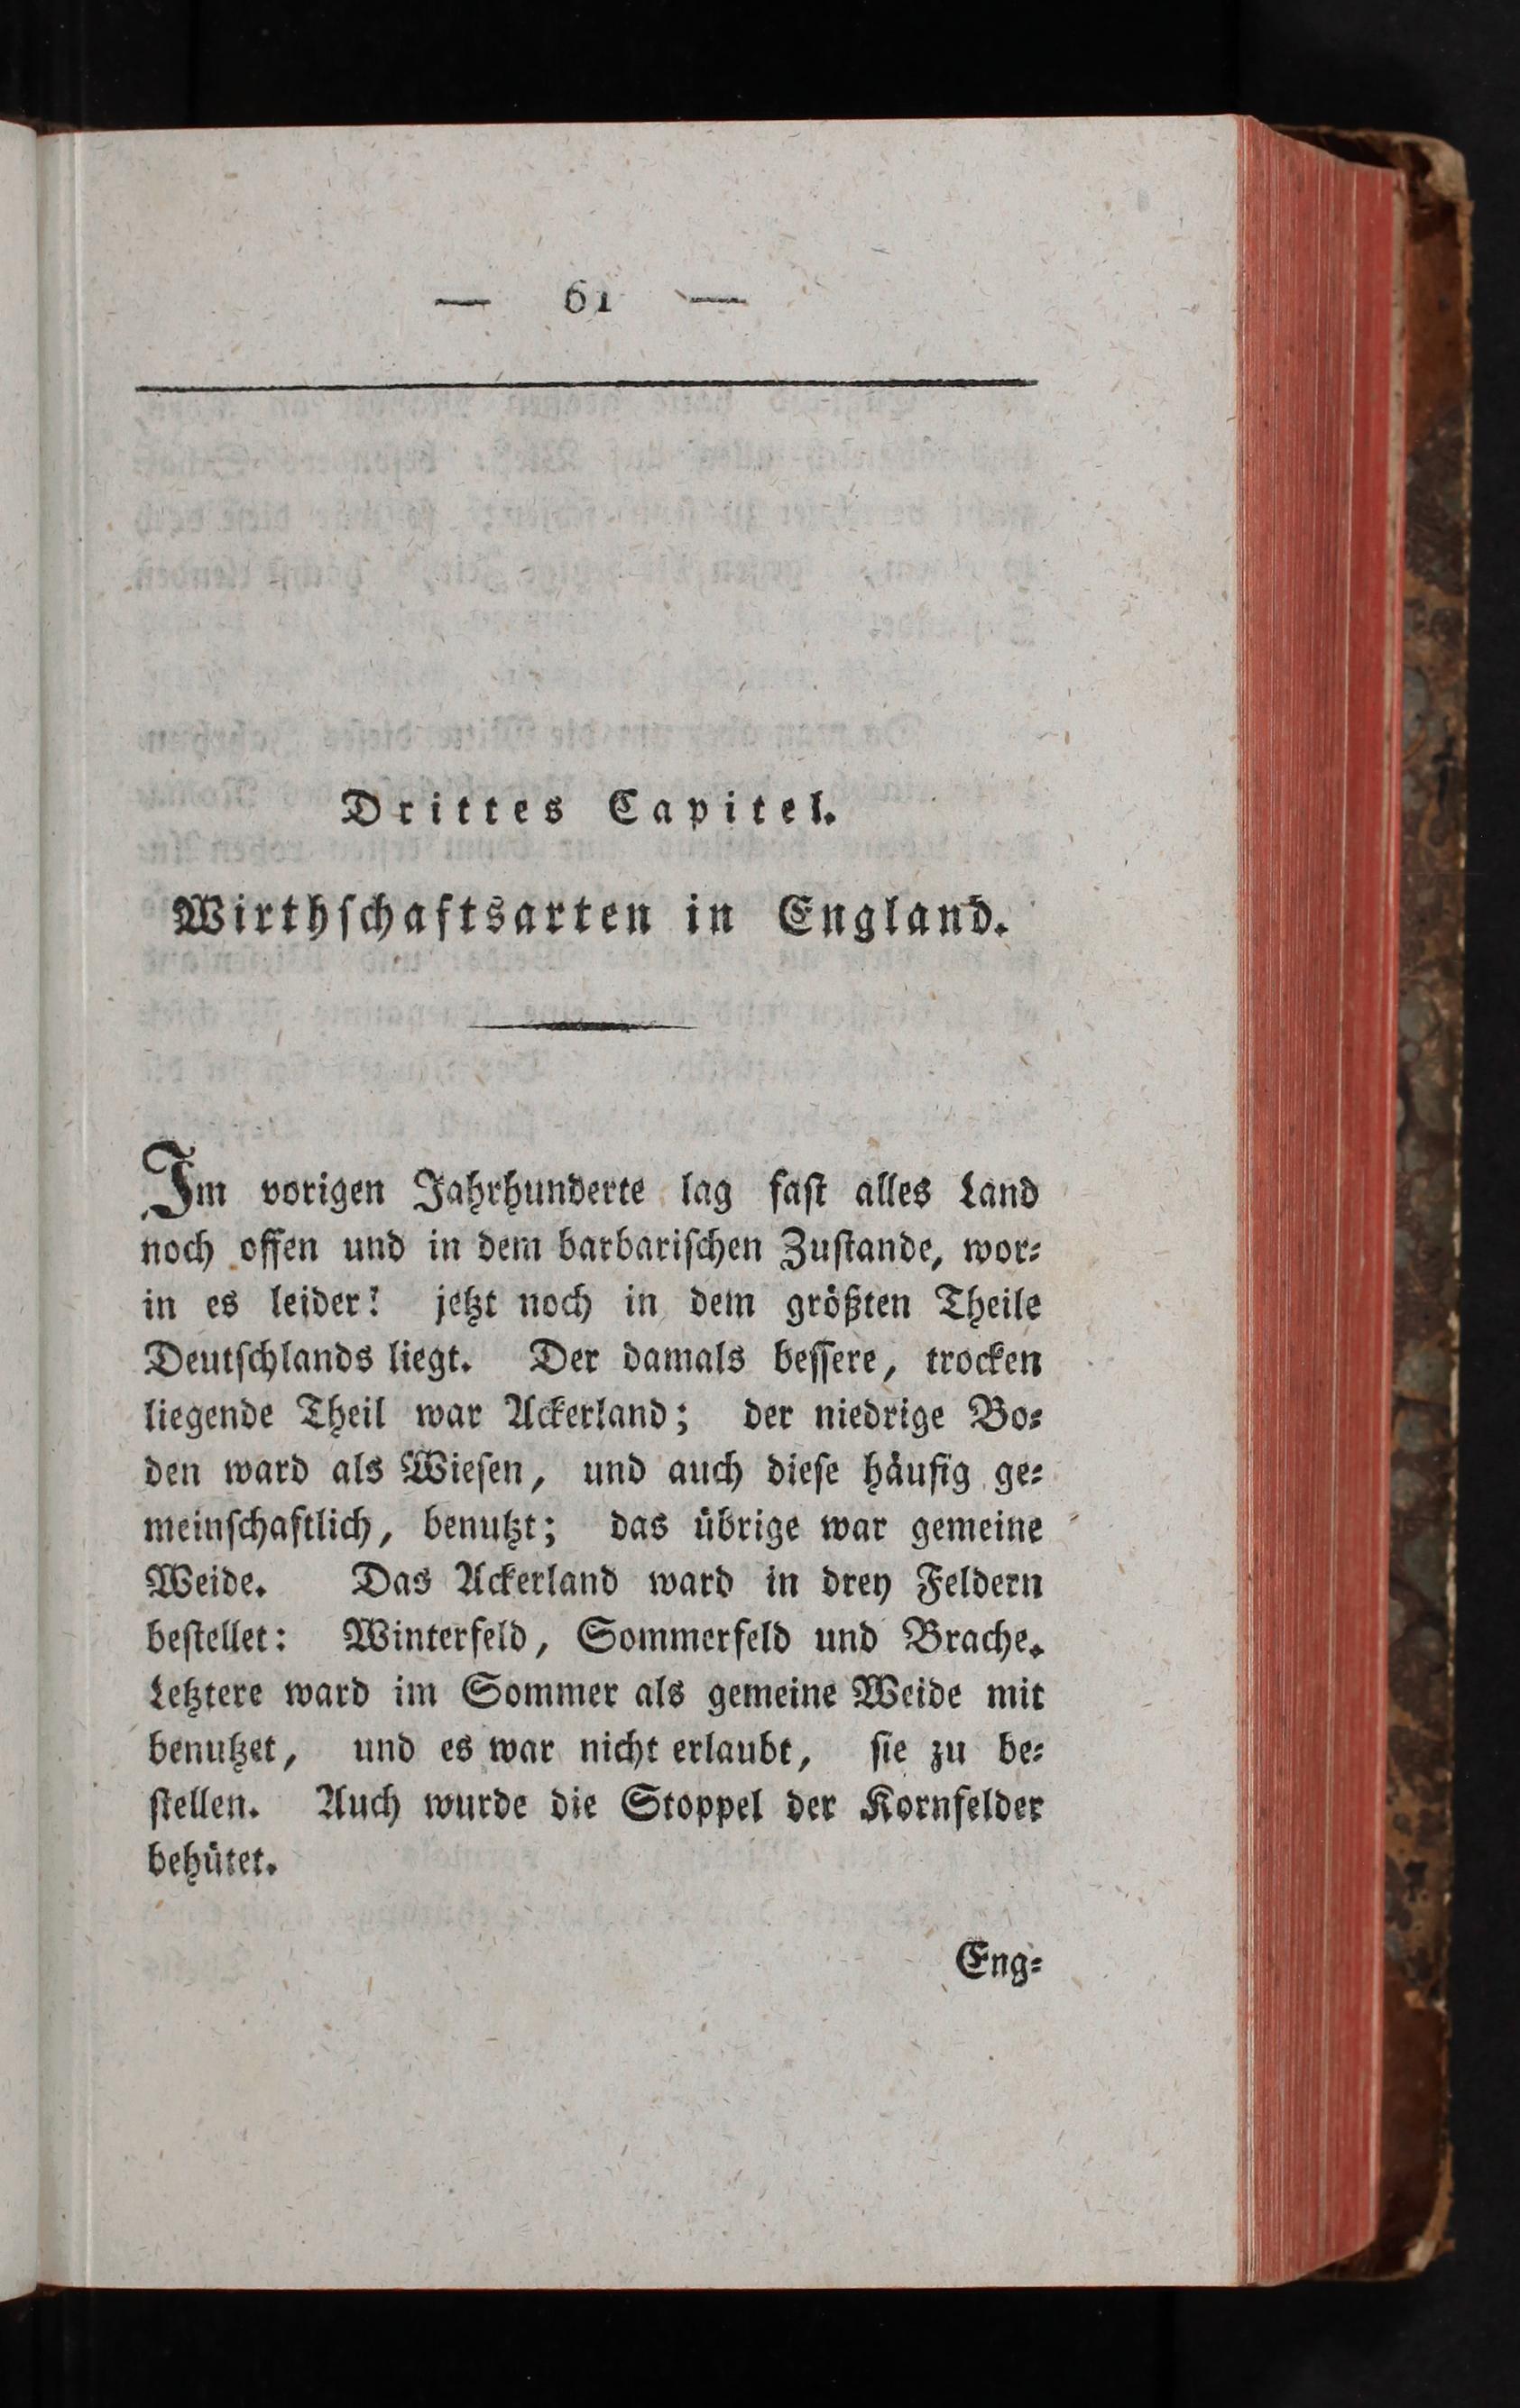 — 61 —
Drittes Capitel.
Wirthſchaftsarten in England.
Im vorigen Jahrhunderte lag faſt alles Land
noch offen und in dem barbariſchen Zuſtande, wor⸗
in es leider! jetzt noch in dem größten Theile
Deutſchlands liegt. Der damals beſſere, trocken
liegende Theil war Ackerland; der niedrige Bo⸗
den ward als Wieſen, und auch dieſe häufig ge⸗
meinſchaftlich, benutzt; das übrige war gemeine
Weide. Das Ackerland ward in drey Feldern
beſtellet: Winterfeld, Sommerfeld und Brache.
Letztere ward im Sommer als gemeine Weide mit
benutzet, und es war nicht erlaubt, ſie zu be⸗
ſtellen. Auch wurde die Stoppel der Kornfelder
behütet.
Eng⸗